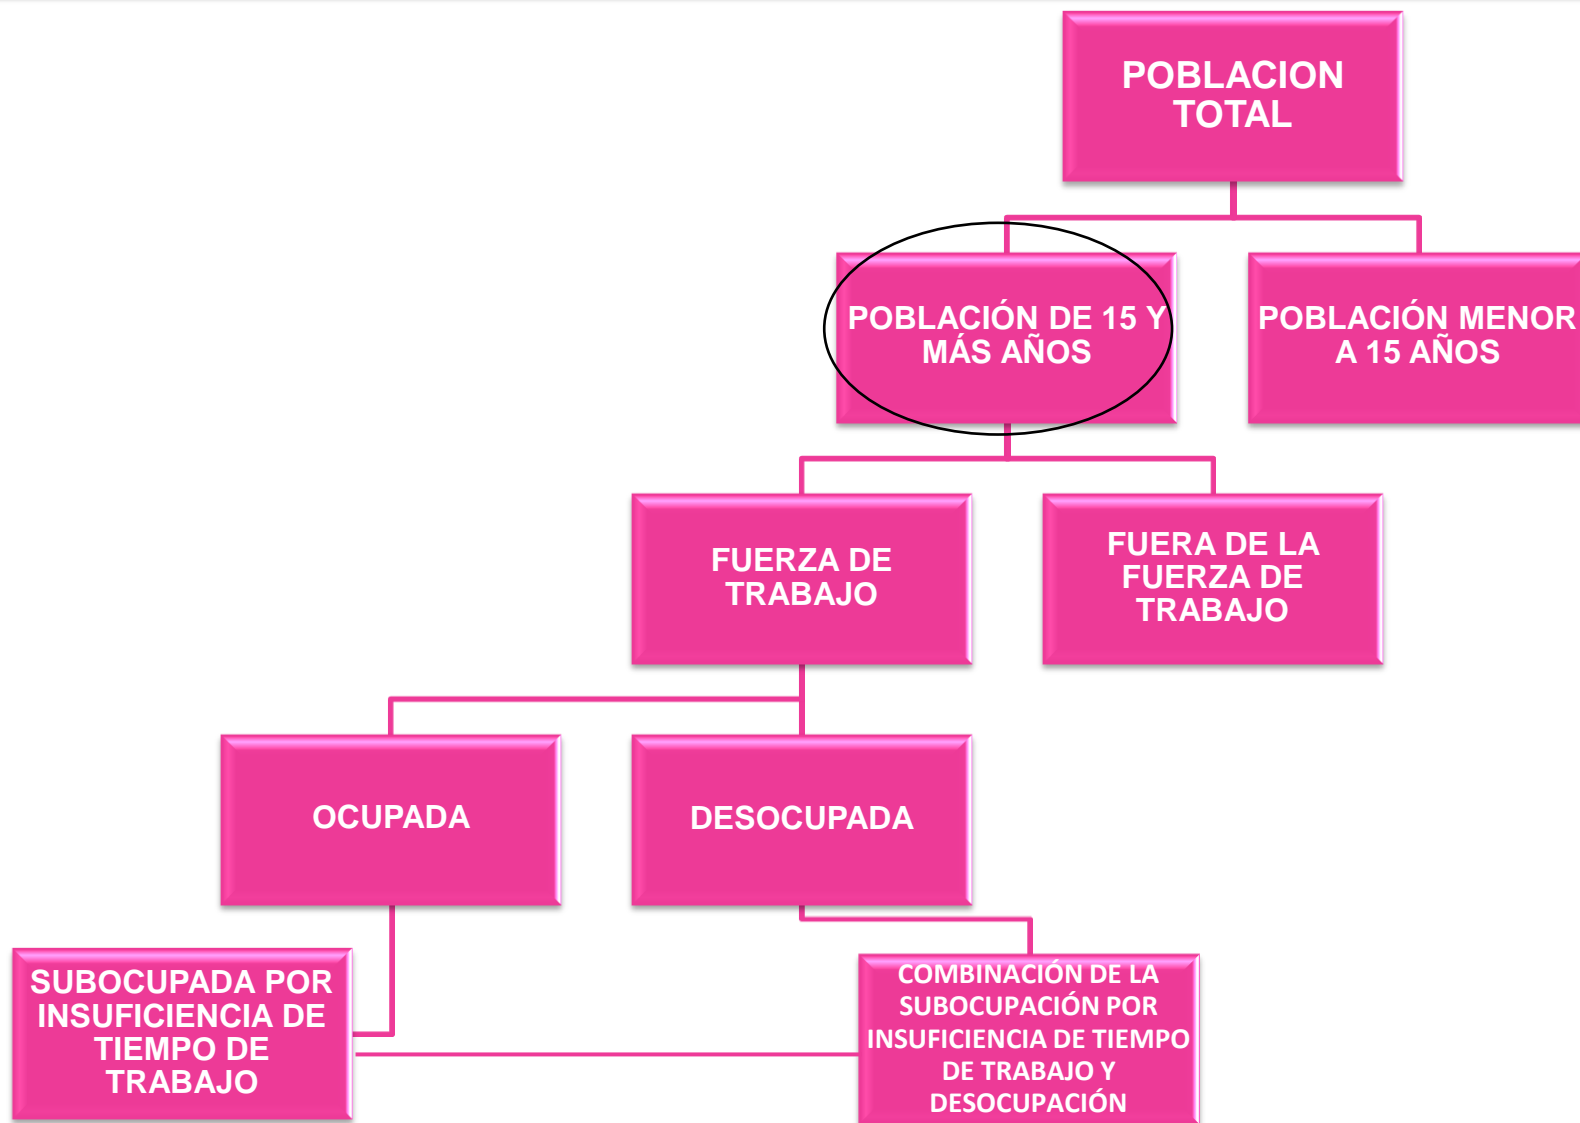 POBLACION
TOTAL
POBLACIÓN DE 15 Y
MÁS AÑOS
POBLACIÓN MENOR
A 15 AÑOS
FUERZA DE
TRABAJO
FUERA DE LA
FUERZA DE
TRABAJO
OCUPADA
DESOCUPADA
SUBOCUPADA POR
INSUFICIENCIA DE
TIEMPO DE
TRABAJO
COMBINACIÓN DE LA
SUBOCUPACIÓN POR
INSUFICIENCIA DE TIEMPO
DE TRABAJO Y
DESOCUPACIÓN